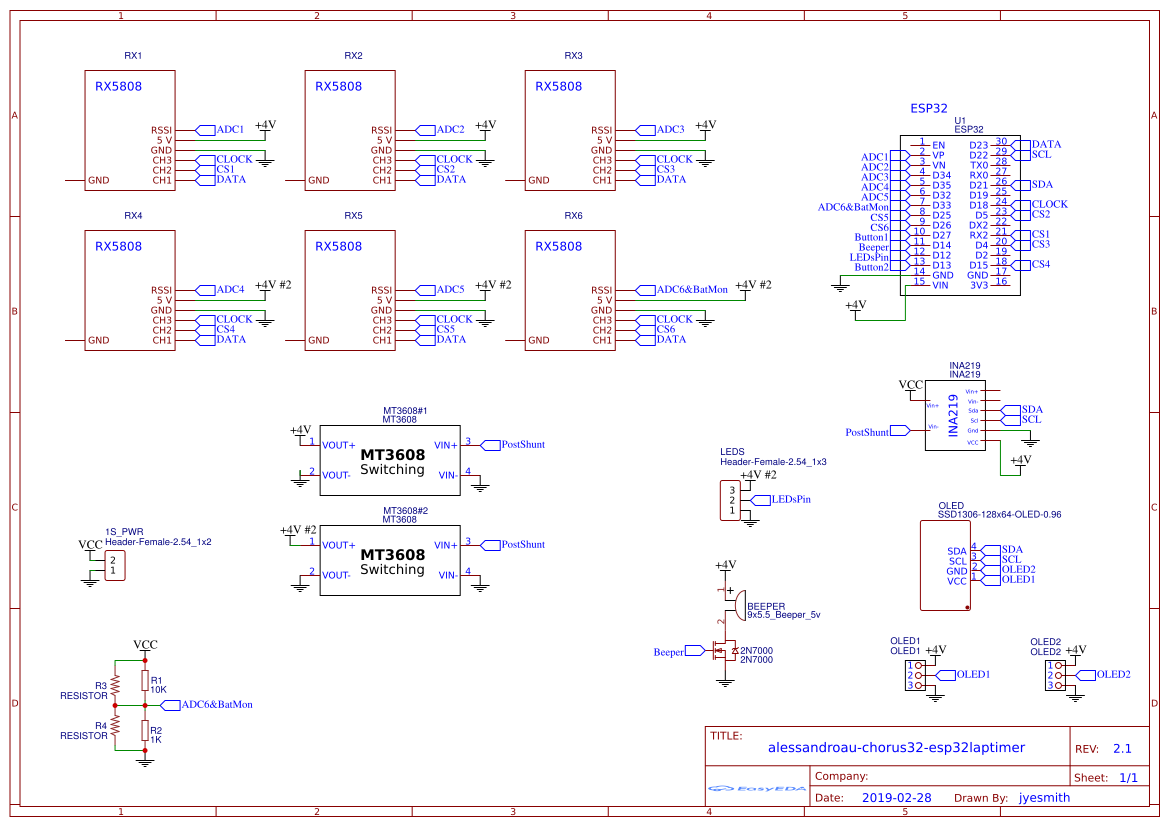 1 2 3 4 5
A A
B B
C C
D D
1 2 3 4 5
RX1
RX5808
RSSI ADC1
5 V +4V
GND
CH3 CLOCK
CH2 CS1
GND CH1 DATA
RX2
RX5808
RSSI ADC2
5 V +4V
GND
CH3 CLOCK
CH2 CS2
GND CH1 DATA
RX3
RX5808
RSSI ADC3
5 V +4V
GND
CH3 CLOCK
CH2 CS3
GND CH1 DATA
RX4
RX5808
RSSI ADC4
5 V +4V #2
GND
CH3 CLOCK
CH2 CS4
GND CH1 DATA
RX5
RX5808
RSSI ADC5
5 V +4V #2
GND
CH3 CLOCK
CH2 CS5
GND CH1 DATA
RX6
RX5808
RSSI ADC6&BatMon
5 V +4V #2
GND
CH3 CLOCK
CH2 CS6
GND CH1 DATA
ESP32
U1
ESP32
1 EN D23 30 DATA
ADC1 2 VP D22 29 SCL
ADC2 3 VN TX0 28
ADC3 4 D34 RX0 27
ADC4 5 D35 D21 26 SDA
ADC5 6 D32 D19 25
ADC6&BatMon 7 D33 D18 24 CLOCK
CS5 8 D25 D5 23 CS2
CS6 9 D26 DX2 22
Button1 10 D27 RX2 21 CS1
Beeper 11 D14 D4 20 CS3
LEDsPin 12 D12 D2 19
Button2 13 D13 D15 18 CS4
14 GND GND 17
15 VIN 3V3 16
+4V
INA219
INA219
VCC
Vin+
Vin-
PostShunt
INA219
Vin+
Vin-
Sda SDA
Scl SCL
Gnd
VCC
+4V
MT3608#1
MT3608
+4V 1 VOUT+ VIN+ 3 PostShunt
MT3608
Switching
2 VOUT- VIN- 4
MT3608#2
MT3608
+4V #2 1 VOUT+ VIN+ 3 PostShunt
MT3608
Switching
2 VOUT- VIN- 4
LEDS
Header-Female-2.54_1x3
+4V #2
3
2 LEDsPin
1
1S_PWR
Header-Female-2.54_1x2
VCC
2
1
OLED
SSD1306-128x64-OLED-0.96
SDA 4 SDA
SCL 3 SCL
GND 2 OLED2
VCC 1 OLED1
+4V
1 +
BEEPER
9x5.5_Beeper_5v
2
Beeper
2N7000
2N7000
OLED1
OLED1 +4V
1
2 OLED1
3
OLED2
OLED2 +4V
1
2 OLED2
3
VCC
R3
RESISTOR
R1
10K
ADC6&BatMon
R4
RESISTOR
R2
1K
TITLE:
alessandroau-chorus32-esp32laptimer
REV: 2.1
Company:
Sheet: 1/1
EasyEDA
Date: 2019-02-28 Drawn By: jyesmith